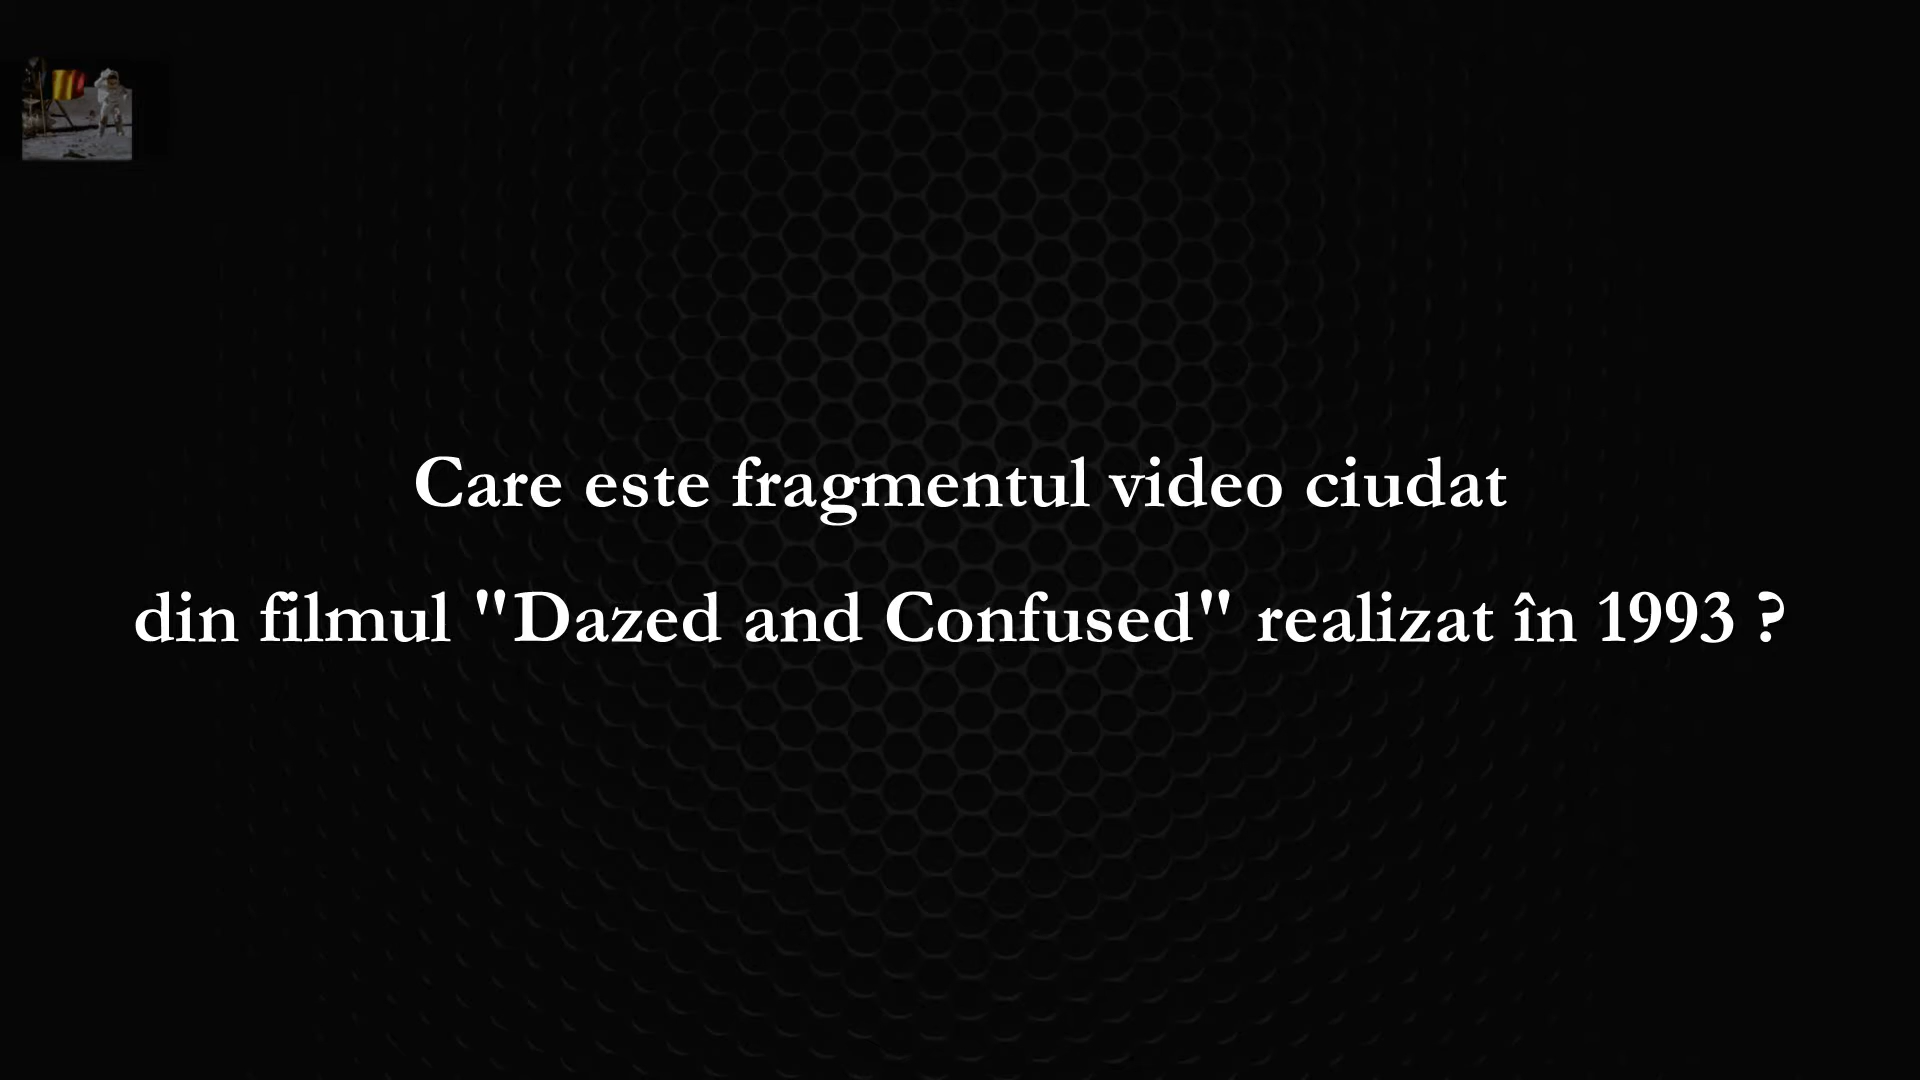 Care este fragmentul video ciudat
din filmul "Dazed and Confused" realizat în 1993 ?